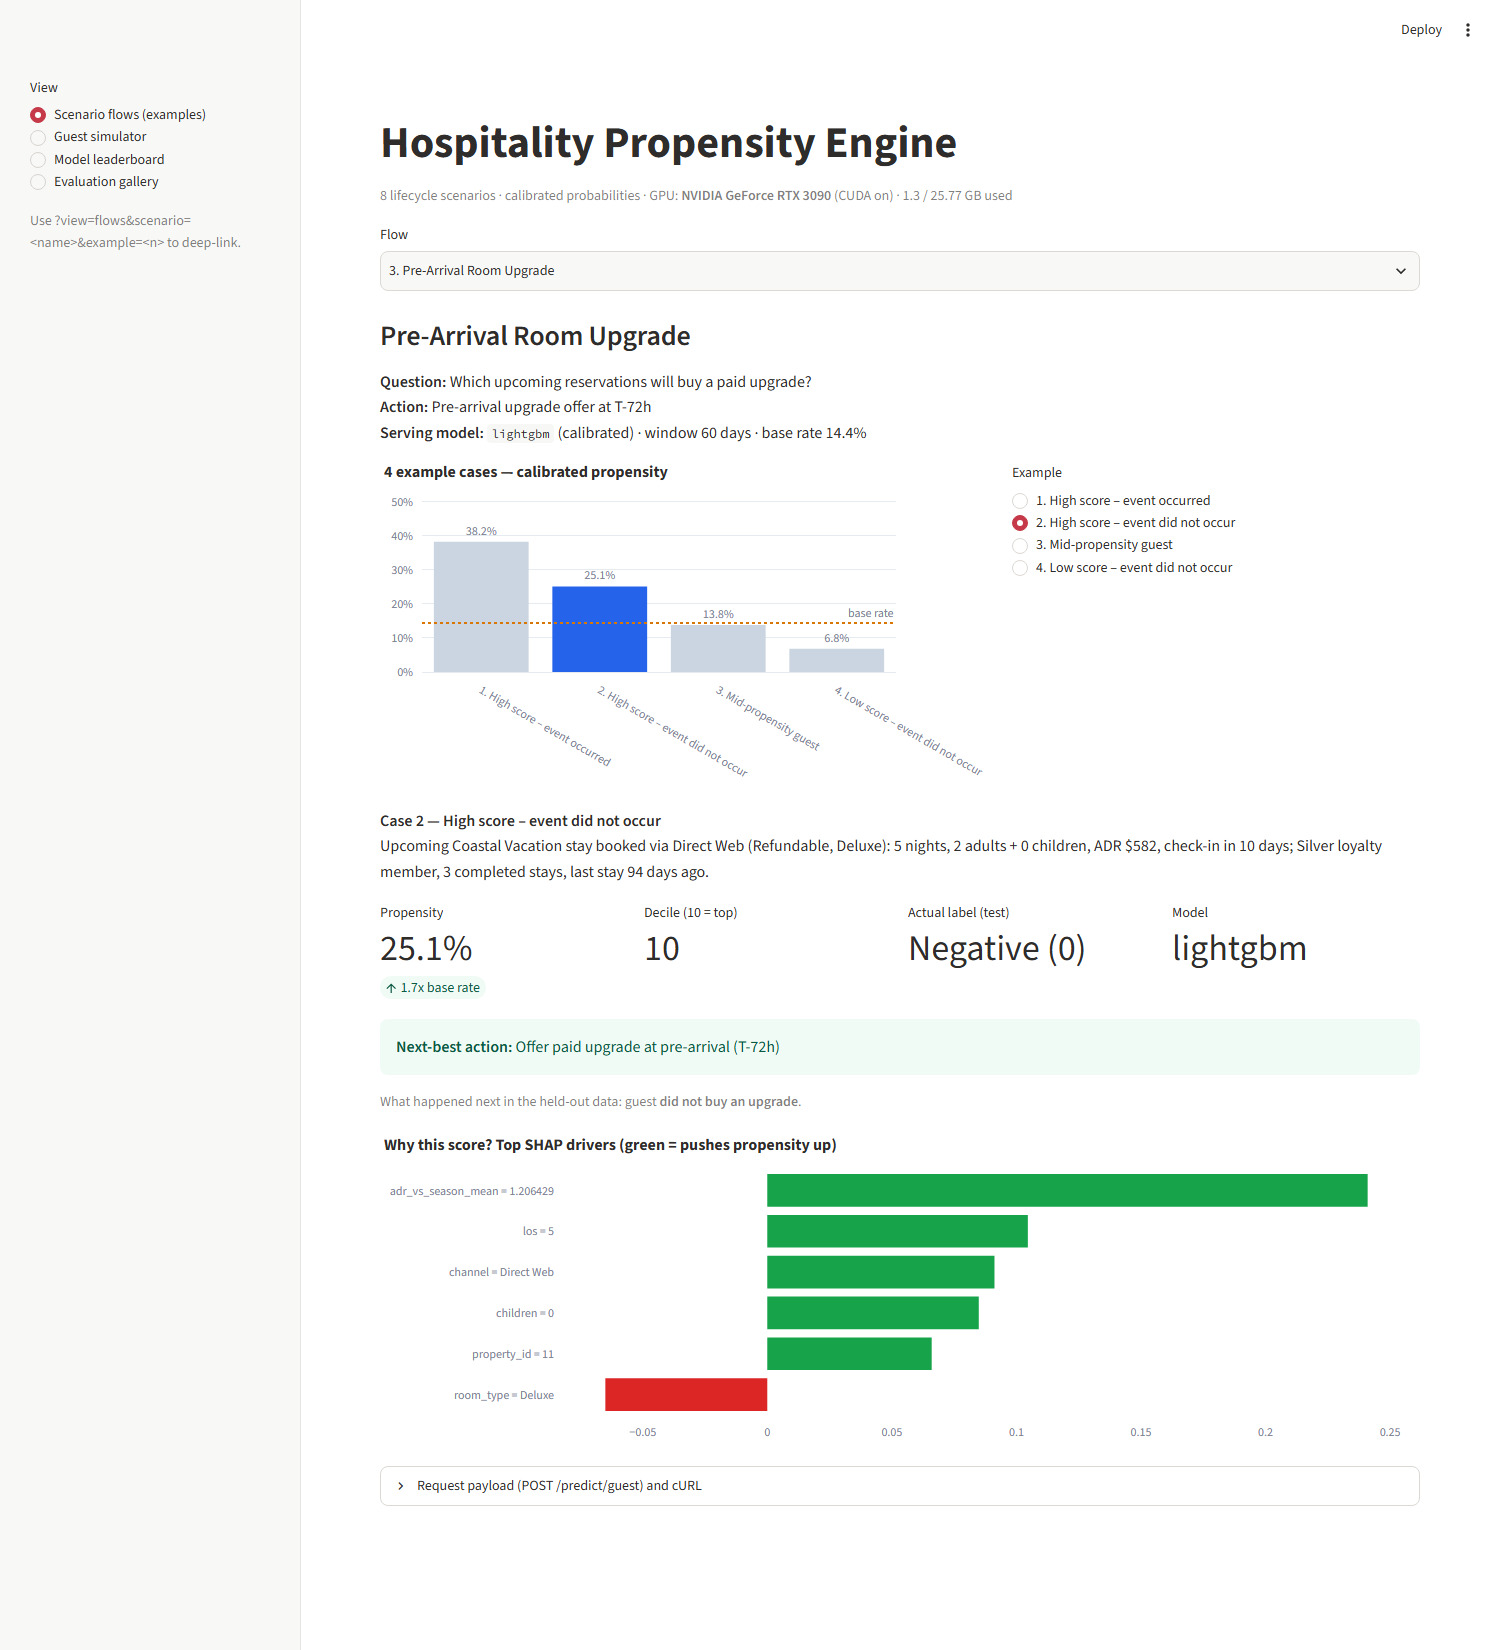 Deploy
View
Scenario flows (examples)
Guest simulator
Model leaderboard
Evaluation gallery
Use ?view=flows&scenario=
<name>&example=<n> to deep-link.
Hospitality Propensity Engine
8 lifecycle scenarios · calibrated probabilities · GPU: NVIDIA GeForce RTX 3090 (CUDA on) · 1.3 / 25.77 GB used
Flow
3. Pre-Arrival Room Upgrade
Pre-Arrival Room Upgrade
Question: Which upcoming reservations will buy a paid upgrade?
Action: Pre-arrival upgrade offer at T-72h
Serving model: lightgbm (calibrated) · window 60 days · base rate 14.4%
4 example cases — calibrated propensity
50%
40%
30%
20%
10%
0%
38.2%
25.1%
13.8%
6.8%
base rate
1. High score – event occurred
2. High score – event did not occur
3. Mid-propensity guest
4. Low score – event did not occur
Example
1. High score – event occurred
2. High score – event did not occur
3. Mid-propensity guest
4. Low score – event did not occur
Case 2 — High score – event did not occur
Upcoming Coastal Vacation stay booked via Direct Web (Refundable, Deluxe): 5 nights, 2 adults + 0 children, ADR $582, check-in in 10 days; Silver loyalty
member, 3 completed stays, last stay 94 days ago.
Propensity
25.1%
↑ 1.7x base rate
Decile (10 = top)
10
Actual label (test)
Negative (0)
Model
lightgbm
Next-best action: Offer paid upgrade at pre-arrival (T-72h)
What happened next in the held-out data: guest did not buy an upgrade.
Why this score? Top SHAP drivers (green = pushes propensity up)
adr_vs_season_mean = 1.206429
los = 5
channel = Direct Web
children = 0
property_id = 11
room_type = Deluxe
−0.05
0
0.05
0.1
0.15
0.2
0.25
Request payload (POST /predict/guest) and cURL